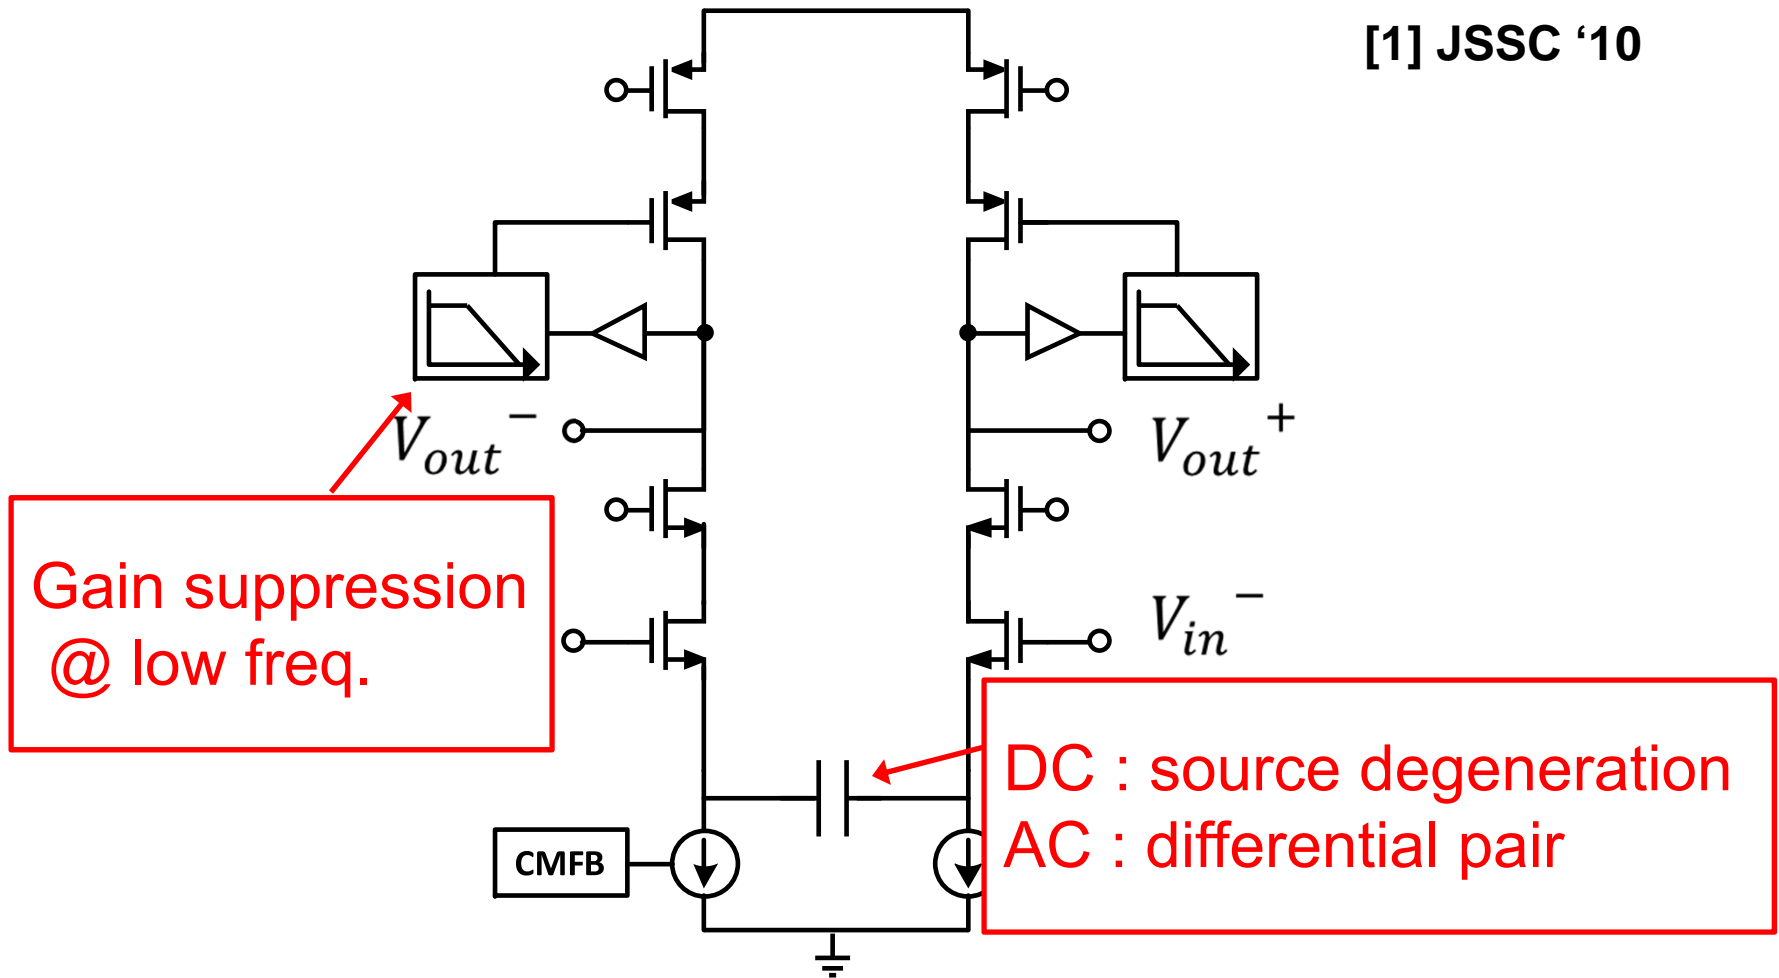 [1] JSSC ‘10
Vout−
Vout+
Gain suppression
@ low freq.
Vin−
DC : source degeneration
AC : differential pair
CMFB